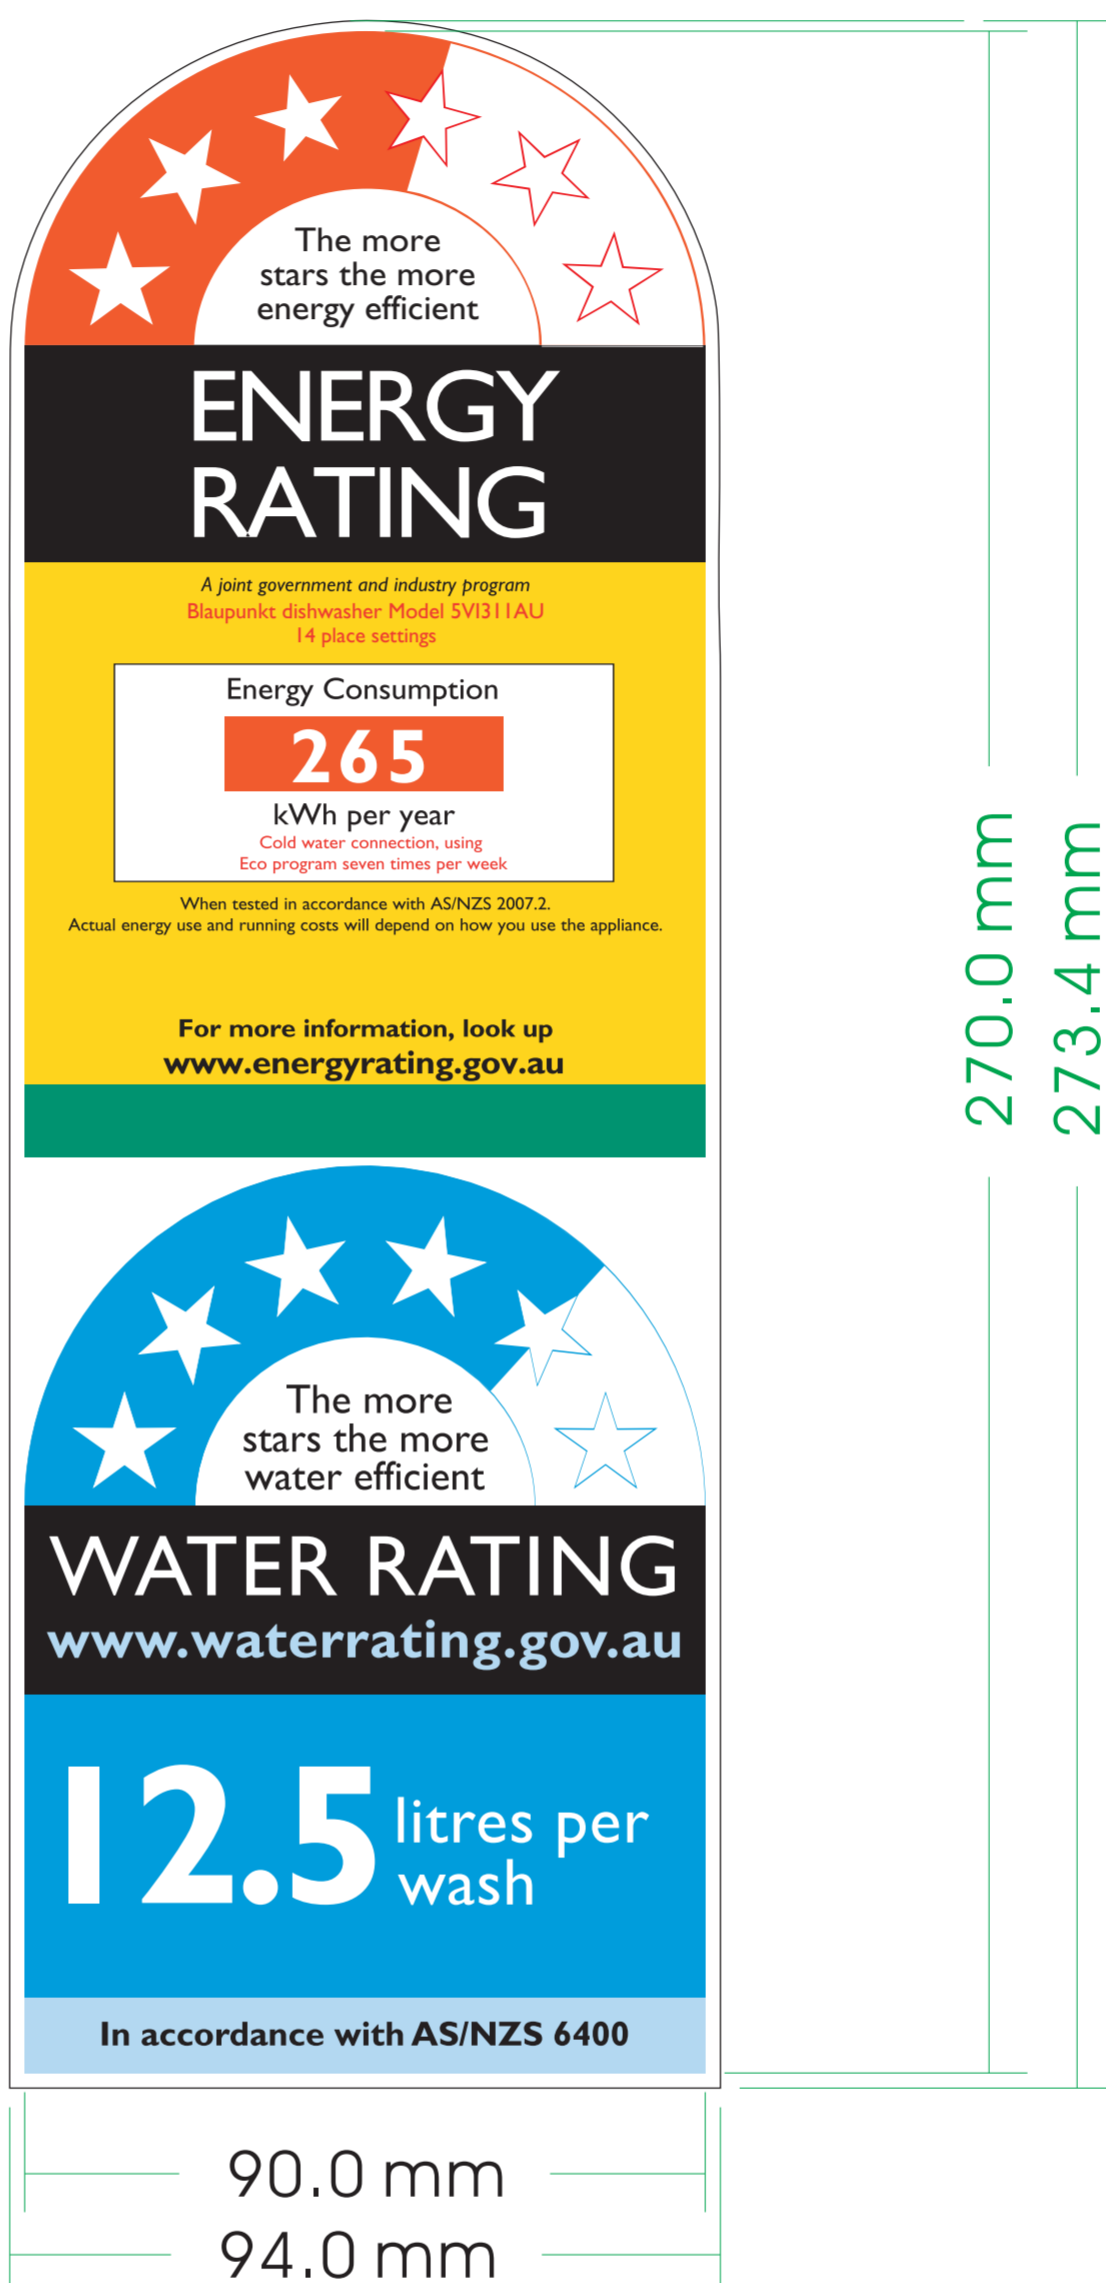 The more
stars the more
energy efficient
ENERGY
RATING
A joint government and industry program
Blaupunkt dishwasher Model 5VI311AU
14 place settings
Energy Consumption
265
kWh per year
Cold water connection, using
Eco program seven times per week
When tested in accordance with AS/NZS 2007.2.
Actual energy use and running costs will depend on how you use the appliance.
For more information, look up
www.energyrating.gov.au
270.0 mm
273.4 mm
The more
stars the more
water efficient
WATER RATING
www.waterrating.gov.au
12.5 litres per
wash
In accordance with AS/NZS 6400
90.0 mm
94.0 mm